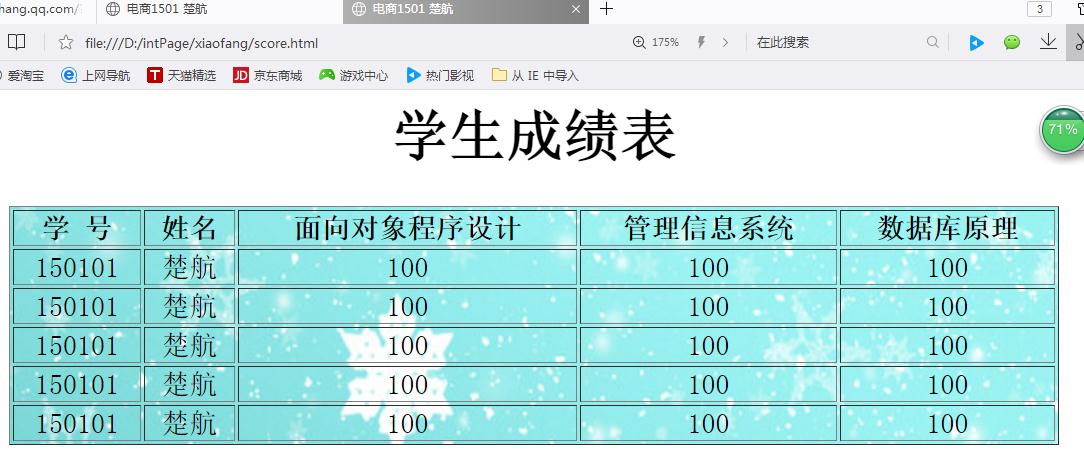 hang.qq.com/
电商1501 楚航
电商1501 楚航
3
file:///D:/intPage/xiaofang/score.html
175%
在此搜索
爱淘宝
上网导航
天猫精选
京东商城
游戏中心
热门影视
从 IE 中导入
71%
学生成绩表
学 号 姓名 面向对象程序设计 管理信息系统 数据库原理
150101 楚航 100 100 100
150101 楚航 100 100 100
150101 楚航 100 100 100
150101 楚航 100 100 100
150101 楚航 100 100 100